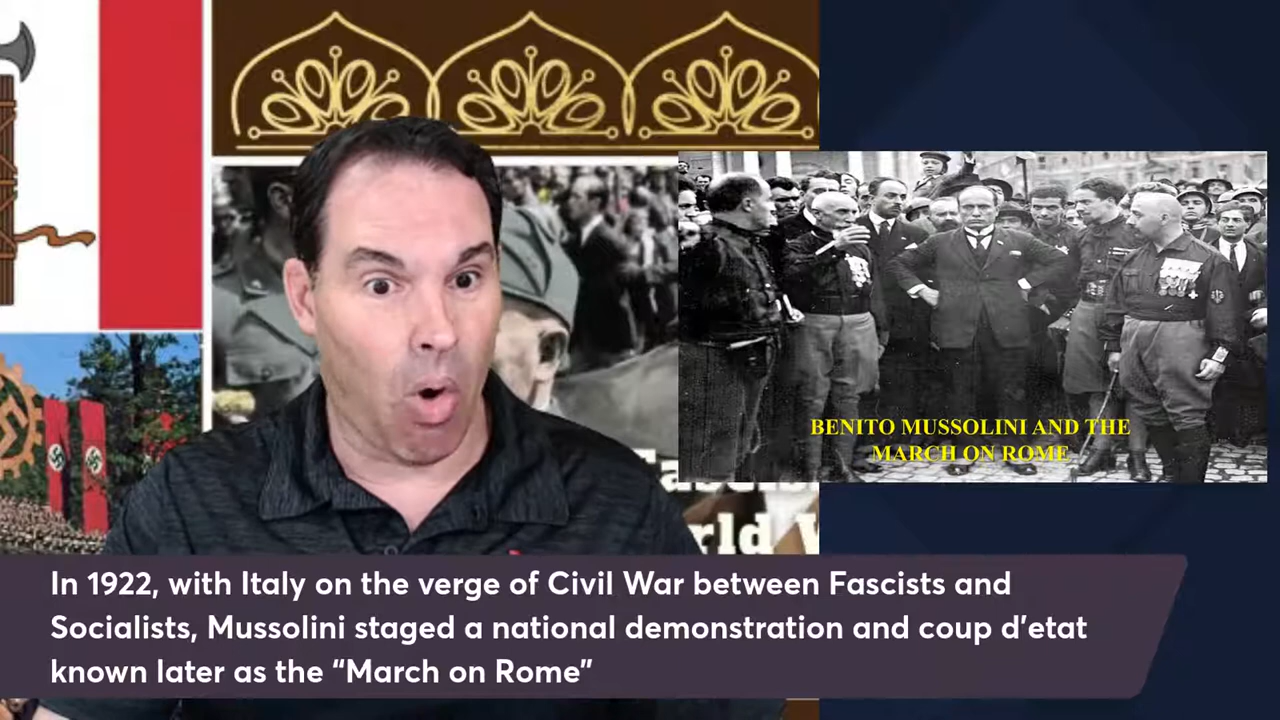 BENITO MUSSOLINI AND THE
MARCH ON ROME
In 1922, with Italy on the verge of Civil War between Fascists and
Socialists, Mussolini staged a national demonstration and coup d'etat
known later as the “March on Rome”